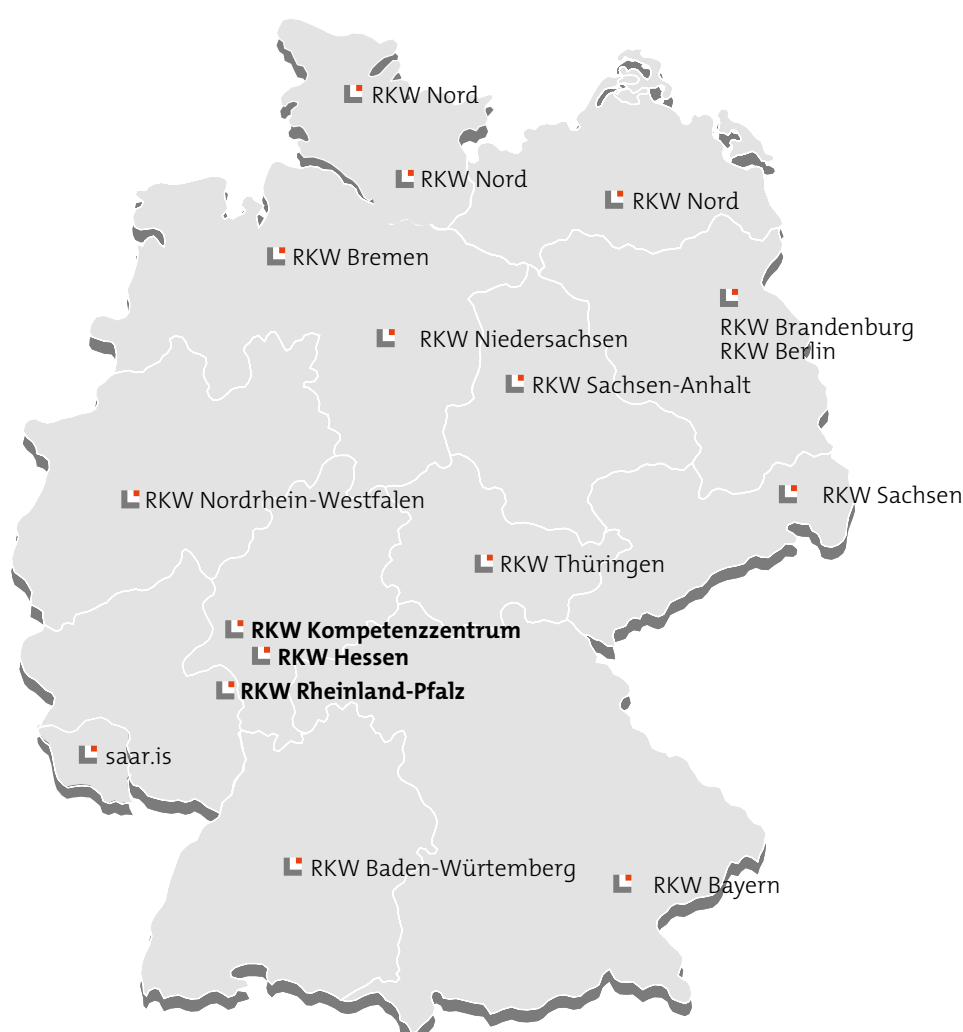 RKW Nord
RKW Nord
RKW Nord
RKW Bremen
RKW Brandenburg
RKW Berlin
RKW Niedersachsen
RKW Sachsen-Anhalt
RKW Sachsen
RKW Nordrhein-Westfalen
RKW Thüringen
RKW Kompetenzzentrum
RKW Hessen
RKW Rheinland-Pfalz
saar.is
RKW Baden-Würtemberg
RKW Bayern